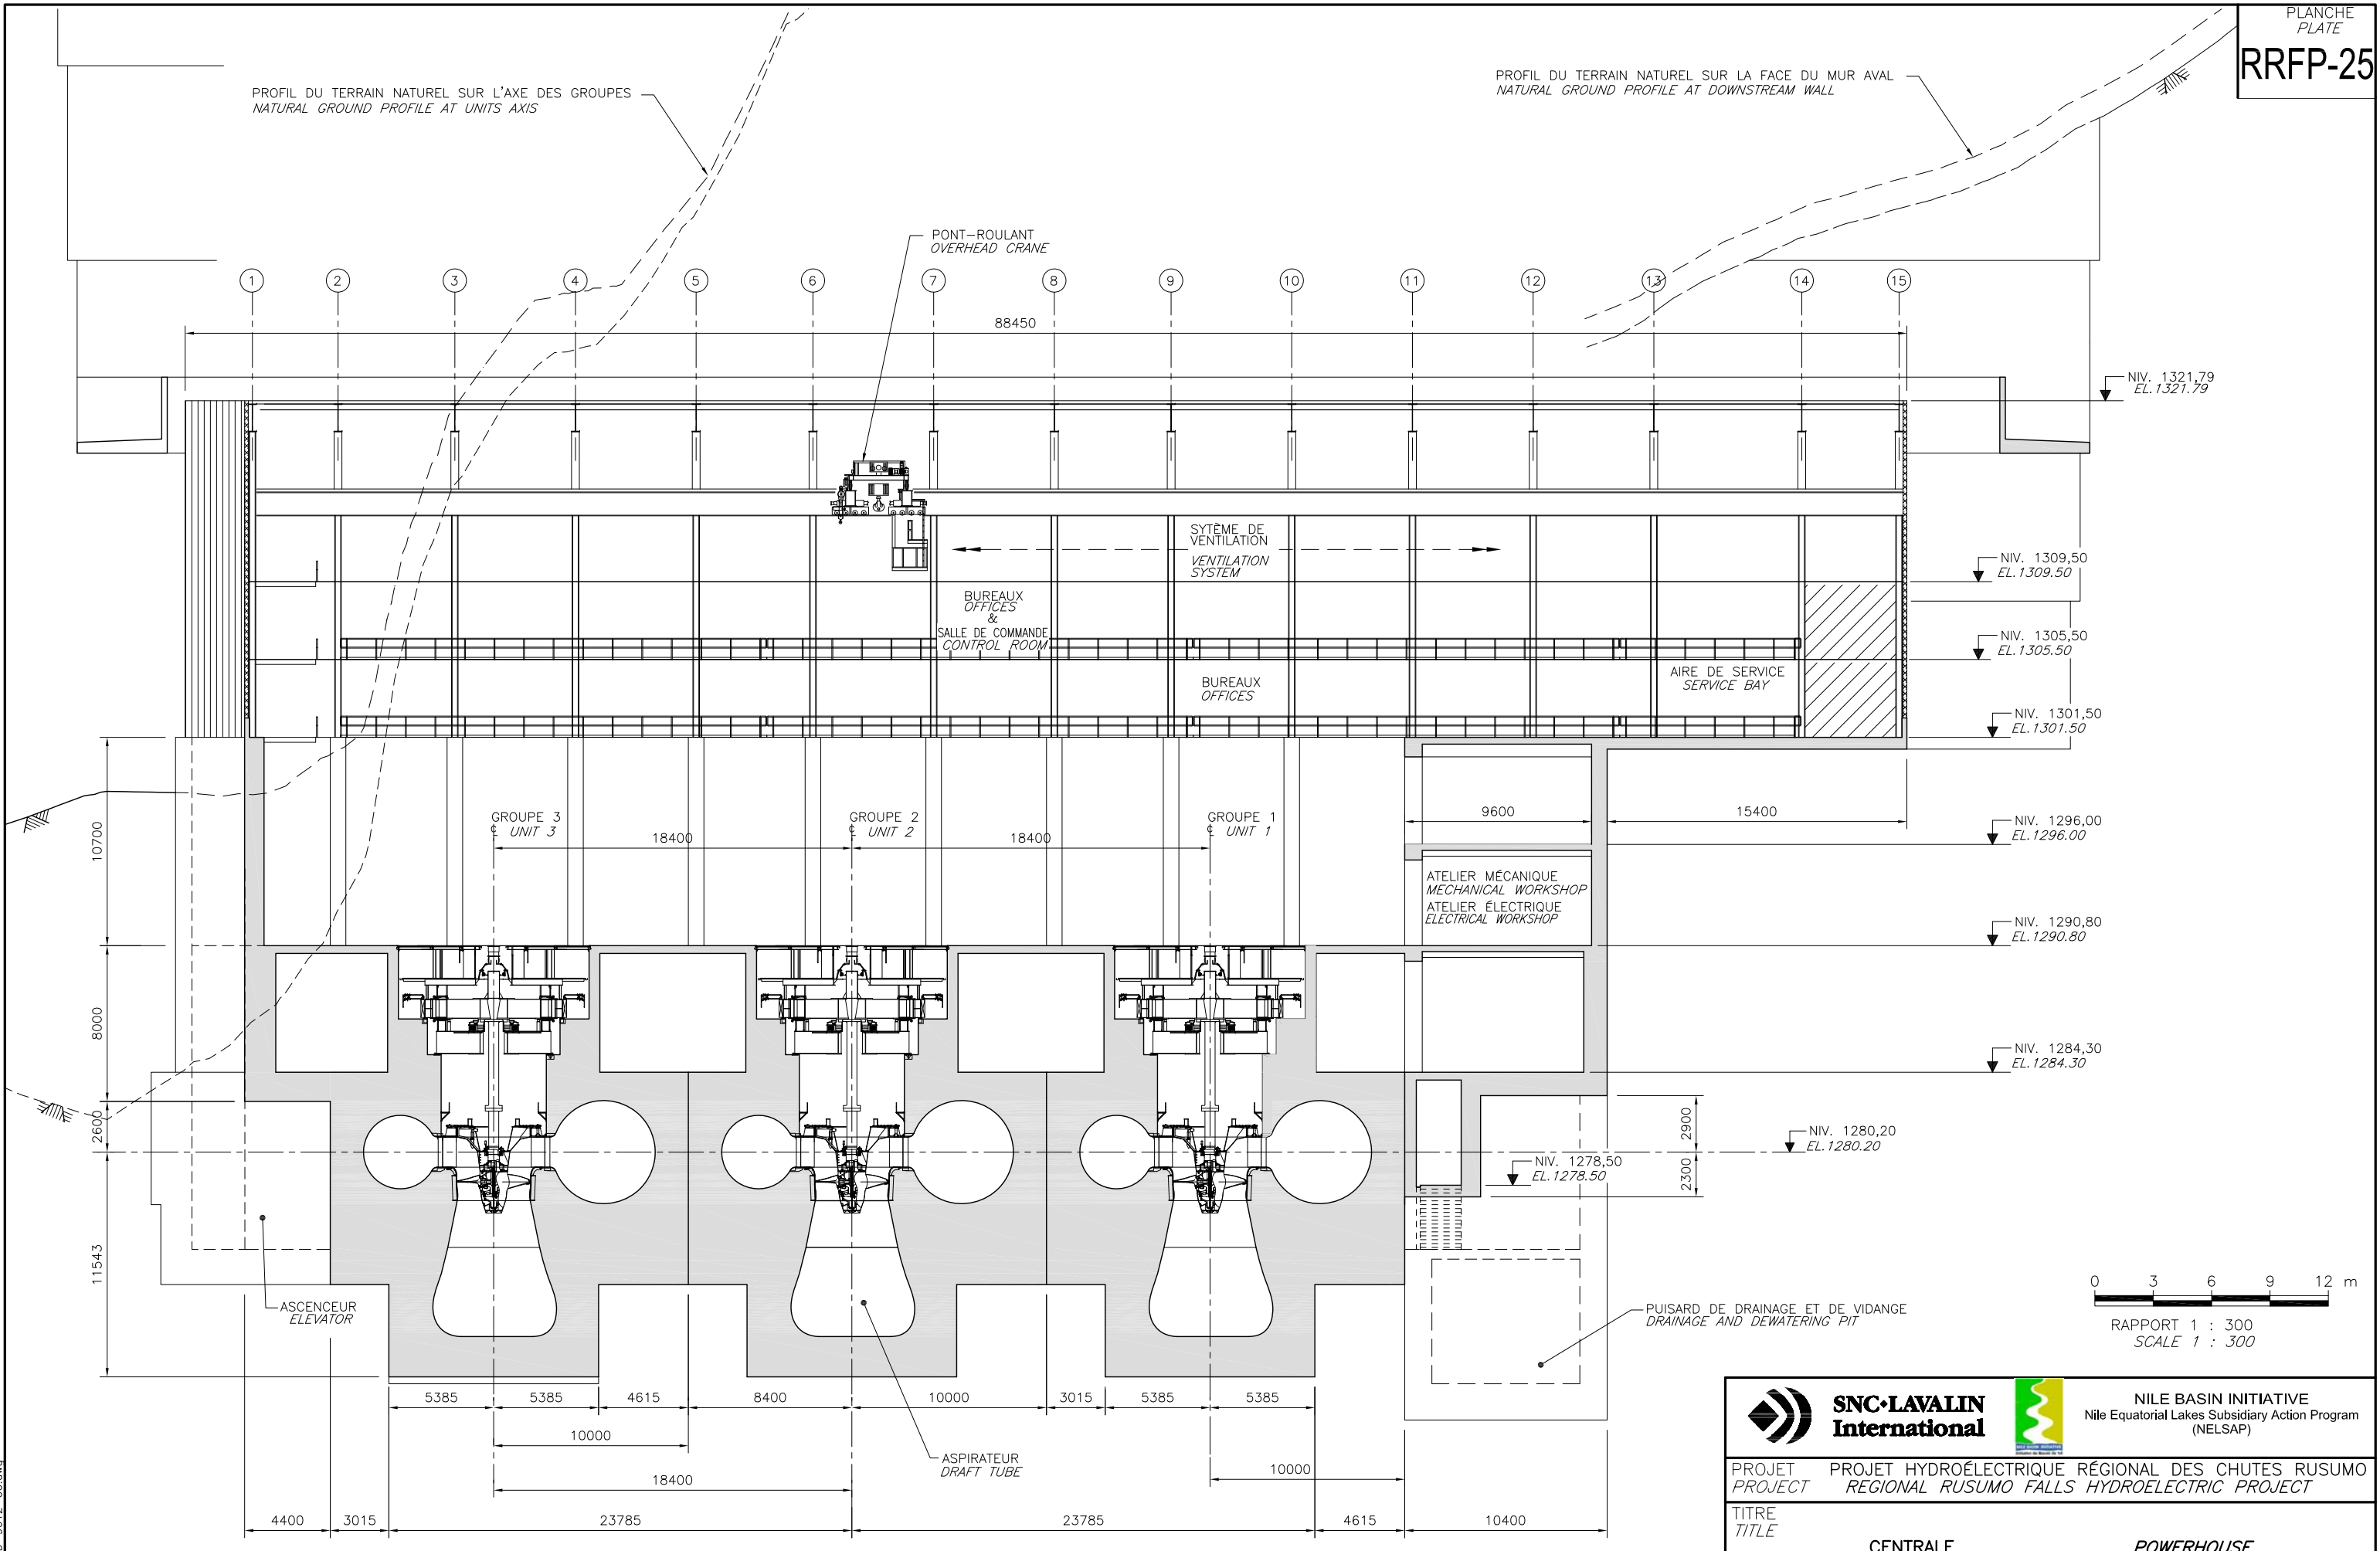 PLANCHE
PLATE
RRFP-25
PROFIL DU TERRAIN NATUREL SUR L'AXE DES GROUPES
NATURAL GROUND PROFILE AT UNITS AXIS
PROFIL DU TERRAIN NATUREL SUR LA FACE DU MUR AVAL
NATURAL GROUND PROFILE AT DOWNSTREAM WALL
PONT-ROULANT
OVERHEAD CRANE
1 2 3 4 5 6 7 8 9 10 11 12 13 14 15
88450
NIV. 1321,79
EL.1321.79
SYTÈME DE
VENTILATION
VENTILATION
SYSTEM
NIV. 1309,50
EL.1309.50
BUREAUX
OFFICES
&
SALLE DE COMMANDE
CONTROL ROOM
NIV. 1305,50
EL.1305.50
BUREAUX
OFFICES
AIRE DE SERVICE
SERVICE BAY
NIV. 1301,50
EL.1301.50
10700
GROUPE 3
UNIT 3
18400
GROUPE 2
UNIT 2
18400
GROUPE 1
UNIT 1
9600
15400
NIV. 1296,00
EL.1296.00
ATELIER MÉCANIQUE
MECHANICAL WORKSHOP
ATELIER ÉLECTRIQUE
ELECTRICAL WORKSHOP
NIV. 1290,80
EL.1290.80
8000
NIV. 1284,30
EL.1284.30
2600
2900
NIV. 1280,20
EL.1280.20
NIV. 1278,50
EL.1278.50
2300
11543
ASCENCEUR
ELEVATOR
PUISARD DE DRAINAGE ET DE VIDANGE
DRAINAGE AND DEWATERING PIT
0 3 6 9 12 m
RAPPORT 1 : 300
SCALE 1 : 300
5385 5385 4615 8400 10000 3015 5385 5385
10000
ASPIRATEUR
DRAFT TUBE
10000
18400
4400 3015 23785 23785 4615 10400
SNC•LAVALIN
International
NILE BASIN INITIATIVE
Nile Equatorial Lakes Subsidiary Action Program
(NELSAP)
PROJET PROJET HYDROÉLECTRIQUE RÉGIONAL DES CHUTES RUSUMO
PROJECT REGIONAL RUSUMO FALLS HYDROELECTRIC PROJECT
TITRE
TITLE
CENTRALE POWERHOUSE